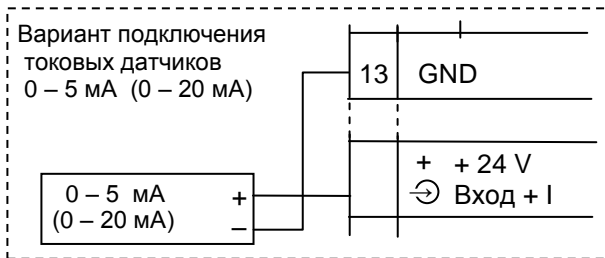 Вариант подключения
токовых датчиков
0 – 5 мА (0 – 20 мА)
13 GND
+ + 24 V
Вход + I
0 – 5 мА +
(0 – 20 мА) –